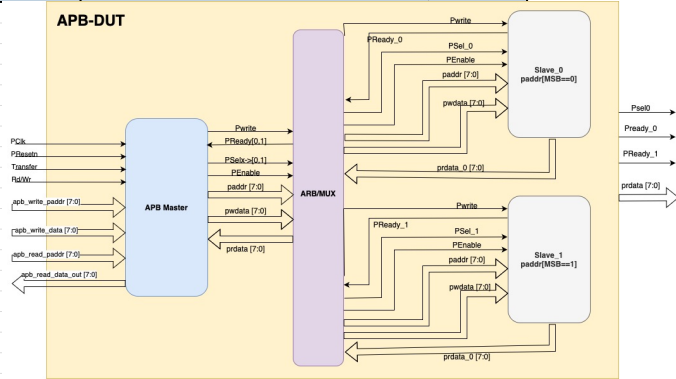 APB-DUT
PClk
PResetn
Transfer
Rd/Wr
apb_write_paddr [7:0]
apb_write_data [7:0]
apb_read_paddr [7:0]
apb_read_data_out [7:0]
APB Master
Pwrite
PReady[0,1]
PSelx->[0,1]
PEnable
paddr [7:0]
pwdata [7:0]
prdata [7:0]
ARB/MUX
Pwrite
PReady_0
PSel_0
PEnable
paddr [7:0]
pwdata [7:0]
prdata_0 [7:0]
Slave_0
paddr[MSB==0]
Pwrite
PReady_1
PSel_1
PEnable
paddr [7:0]
pwdata [7:0]
prdata_0 [7:0]
Slave_1
paddr[MSB==1]
Psel0
Pready_0
PReady_1
prdata [7:0]